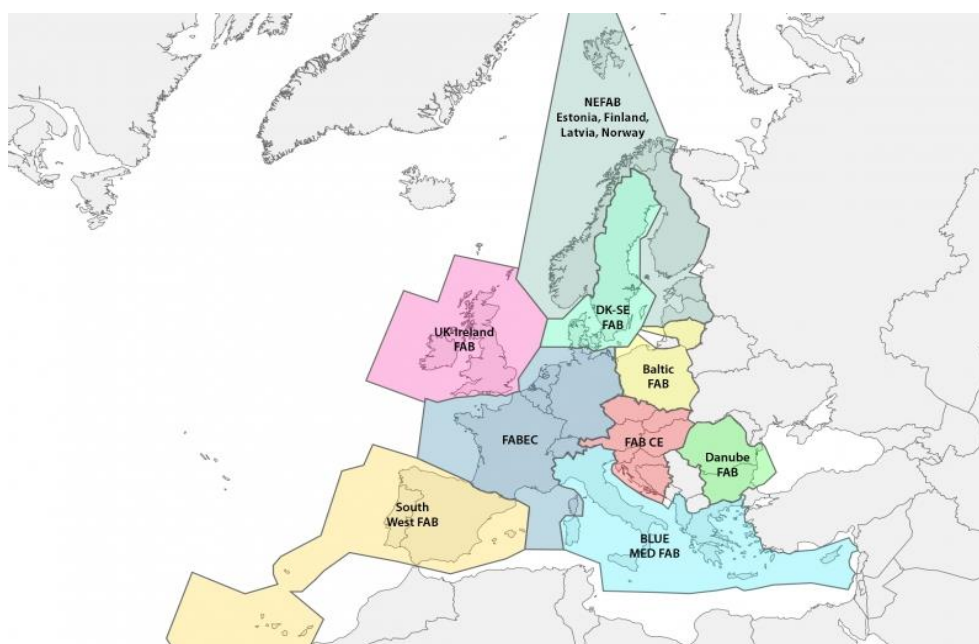 NEFAB
Estonia, Finland,
Latvia, Norway
DK-SE
FAB
UK-Ireland
FAB
Baltic
FAB
FABEC
FAB CE
Danube
FAB
South
West FAB
BLUE
MED FAB